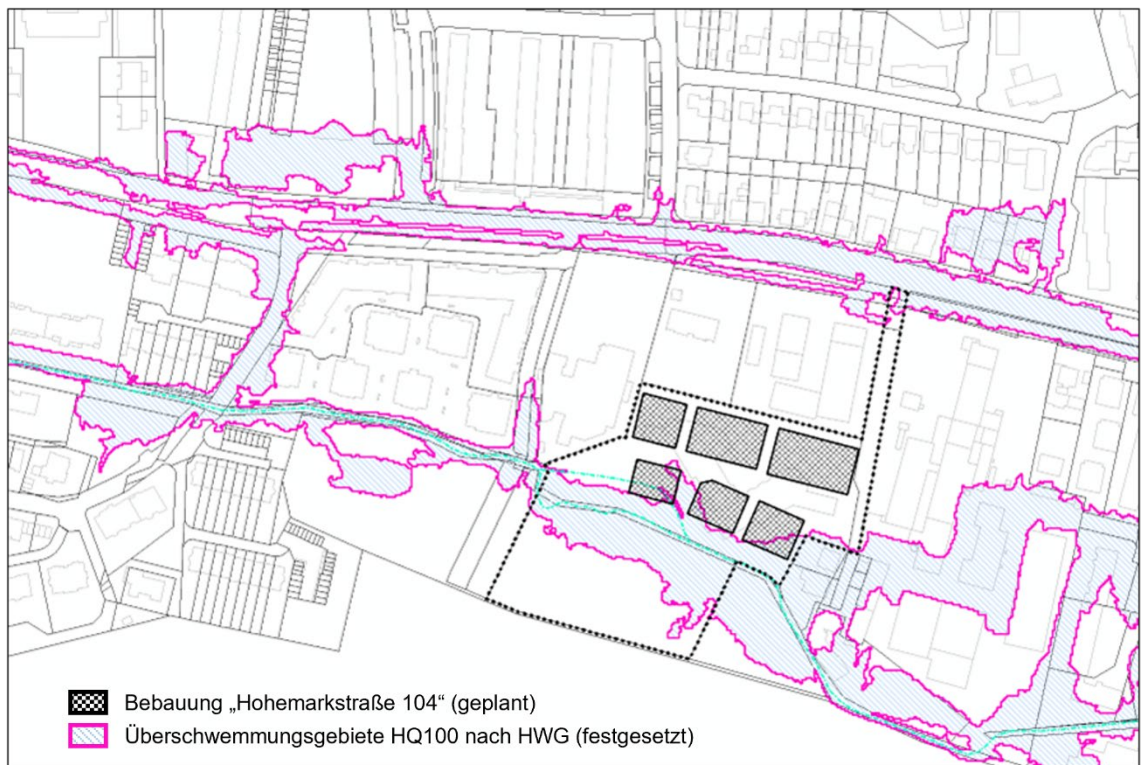 Bebauung „Hohemarkstraße 104“ (geplant)
Überschwemmungsgebiete HQ100 nach HWG (festgesetzt)